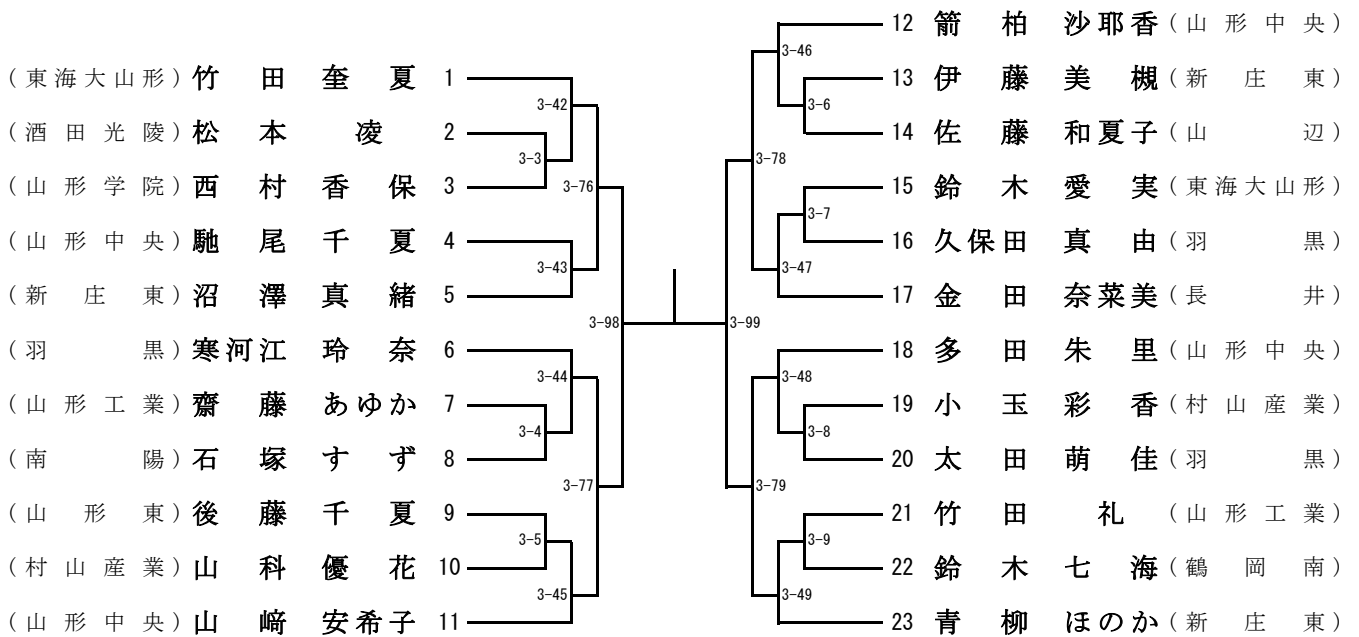 12 箭柏 沙耶香 (山形中央)
3-46
(東海大山形) 竹田 奎夏 1
13 伊藤 美槻 (新庄東)
3-42
3-6
(酒田光陵) 松本 凌 2
14 佐藤 和夏子 (山辺)
3-3
3-78
(山形学院) 西村 香保 3
3-76
15 鈴木 愛実 (東海大山形)
3-7
(山形中央) 馳尾 千夏 4
16 久保田 真由 (羽黒)
3-43
3-47
(新庄東) 沼澤 真緒 5
17 金田 奈菜美 (長井)
3-98
3-99
(羽黒) 寒河江 玲奈 6
18 多田 朱里 (山形中央)
3-44
3-48
(山形工業) 齋藤 あゆか 7
19 小玉 彩香 (村山産業)
3-4
3-8
(南陽) 石塚 すず 8
20 太田 萌佳 (羽黒)
3-77
3-79
(山形東) 後藤 千夏 9
21 竹田 礼 (山形工業)
3-5
3-9
(村山産業) 山科 優花 10
22 鈴木 七海 (鶴岡南)
3-45
3-49
(山形中央) 山﨑 安希子 11
23 青柳 ほのか (新庄東)